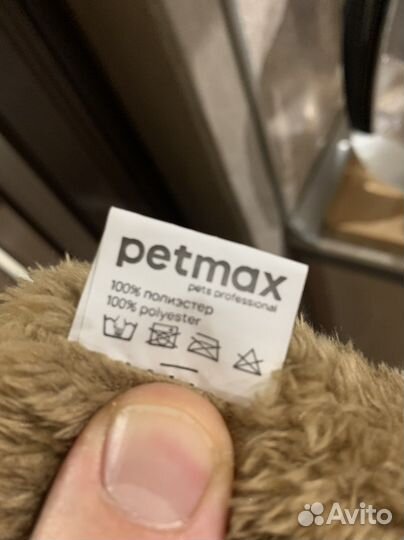 petmax
pets professional
100% полиэстер
100% polyester
Avito